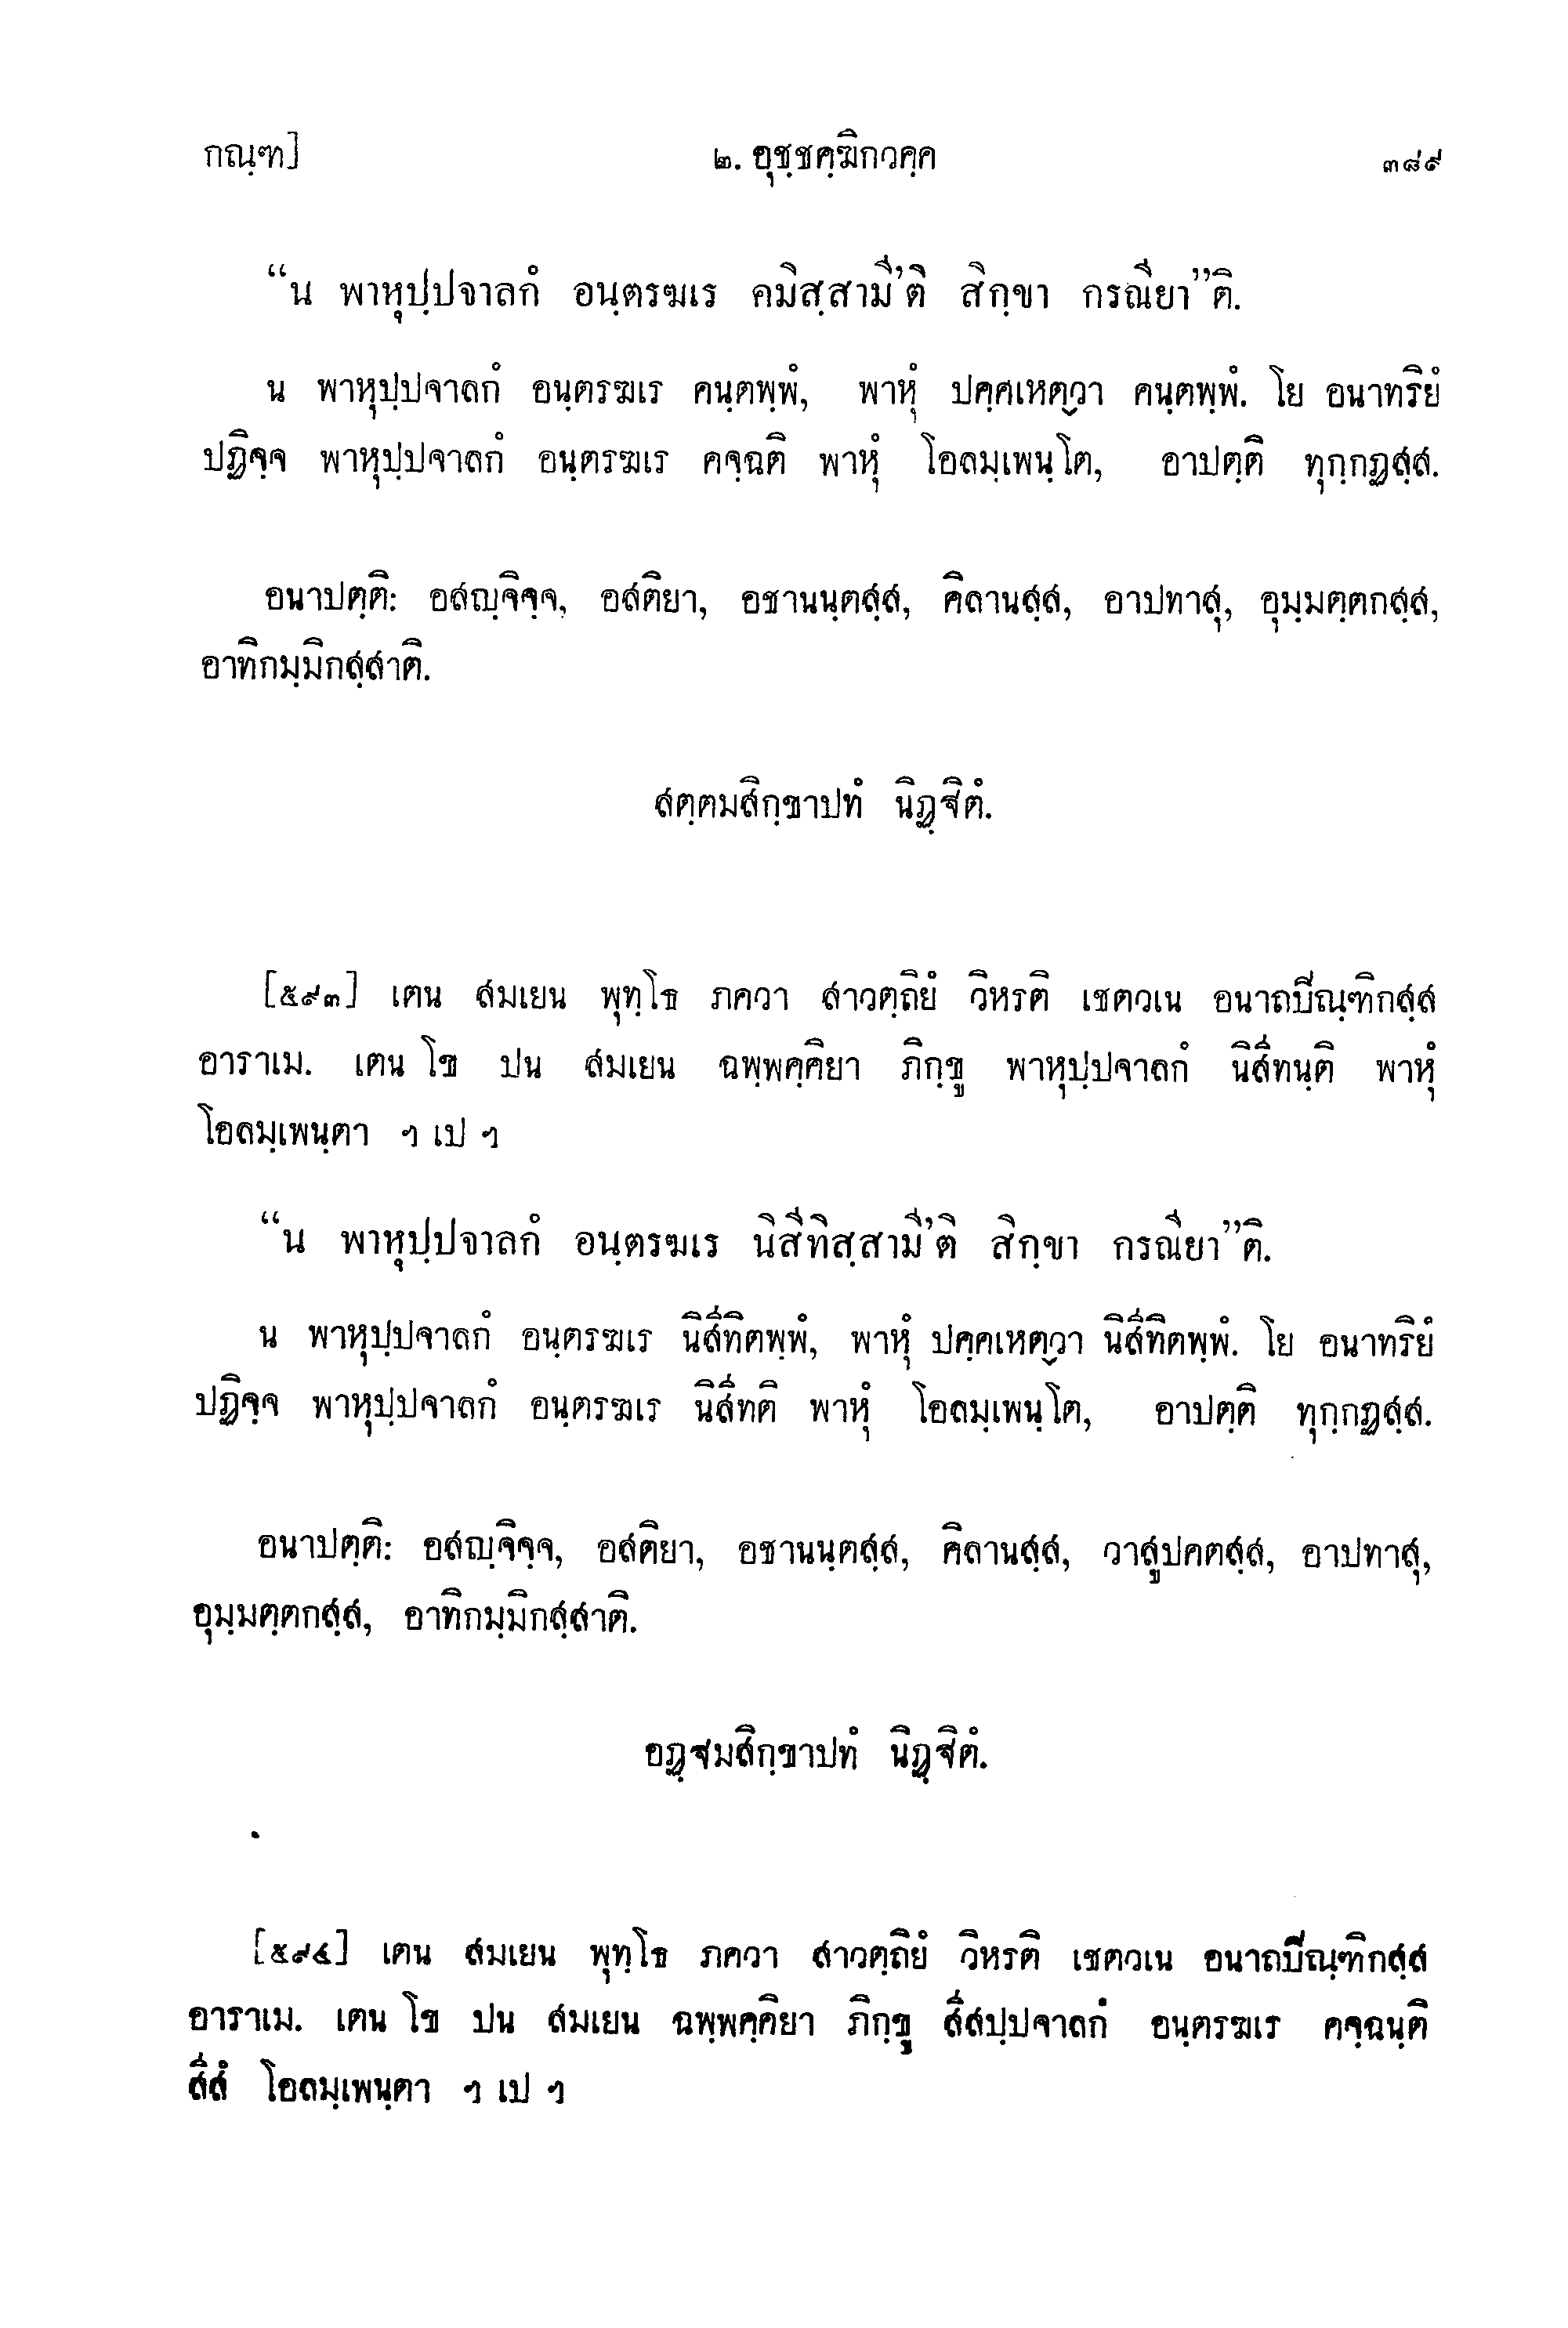 กณฺฑ]
๒. อุชฺชคฺฆิกวคฺค
๓๘๙
“น พาหุปฺปจาลกํ อนฺตรฆเร คมิสฺสามี’ติ สิกฺขา กรณียา”ติ.
น พาหุปฺปจาลกํ อนฺตรฆเร คนฺตพฺพํ, พาหุํ ปคฺคเหตฺวา คนฺตพฺพํ. โย อนาทริยํ
ปฏิจฺจ พาหุปฺปจาลกํ อนฺตรฆเร คจฺฉติ พาหุํ โอลมฺเพนฺโต, อาปตฺติ ทุกฺกฏสฺส.
อนาปตฺติ: อสญฺจิจฺจ, อสติยา, อชานนฺตสฺส, คิลานสฺส, อาปทาสุ, อุมฺมตฺตกสฺส,
อาทิกมฺมิกสฺสาติ.
สตฺตมสิกฺขาปทํ นิฏฺฐิตํ.
[๕๙๓] เตน สมเยน พุทฺโธ ภควา สาวตฺถิยํ วิหรติ เชตวเน อนาถปีณฺฑิกสฺส
อาราเม. เตน โข ปน สมเยน ฉพฺพคฺคิยา ภิกฺขู พาหุปฺปจาลกํ นิสีทนฺติ พาหุํ
โอลมฺเพนฺตา ฯ เป ฯ
“น พาหุปฺปจาลกํ อนฺตรฆเร นิสีทิสฺสามี’ติ สิกฺขา กรณียา”ติ.
น พาหุปฺปจาลกํ อนฺตรฆเร นิสีทิตพฺพํ, พาหุํ ปคฺคเหตฺวา นิสีทิตพฺพํ. โย อนาทริยํ
ปฏิจฺจ พาหุปฺปจาลกํ อนฺตรฆเร นิสีทติ พาหุํ โอลมฺเพนฺโต, อาปตฺติ ทุกฺกฏสฺส.
อนาปตฺติ: อสญฺจิจฺจ, อสติยา, อชานนฺตสฺส, คิลานสฺส, วาสูปคตสฺส, อาปทาสุ,
อุมฺมตฺตกสฺส, อาทิกมฺมิกสฺสาติ.
อฏฺฐมสิกฺขาปทํ นิฏฺฐิตํ.
[๕๙๔] เตน สมเยน พุทฺโธ ภควา สาวตฺถิยํ วิหรติ เชตวเน อนาถปีณฺฑิกสฺส
อาราเม. เตน โข ปน สมเยน ฉพฺพคฺคิยา ภิกฺขู สีสปฺปจาลกํ อนฺตรฆเร คจฺฉนฺติ
สีสํ โอลมฺเพนฺตา ฯ เป ฯ